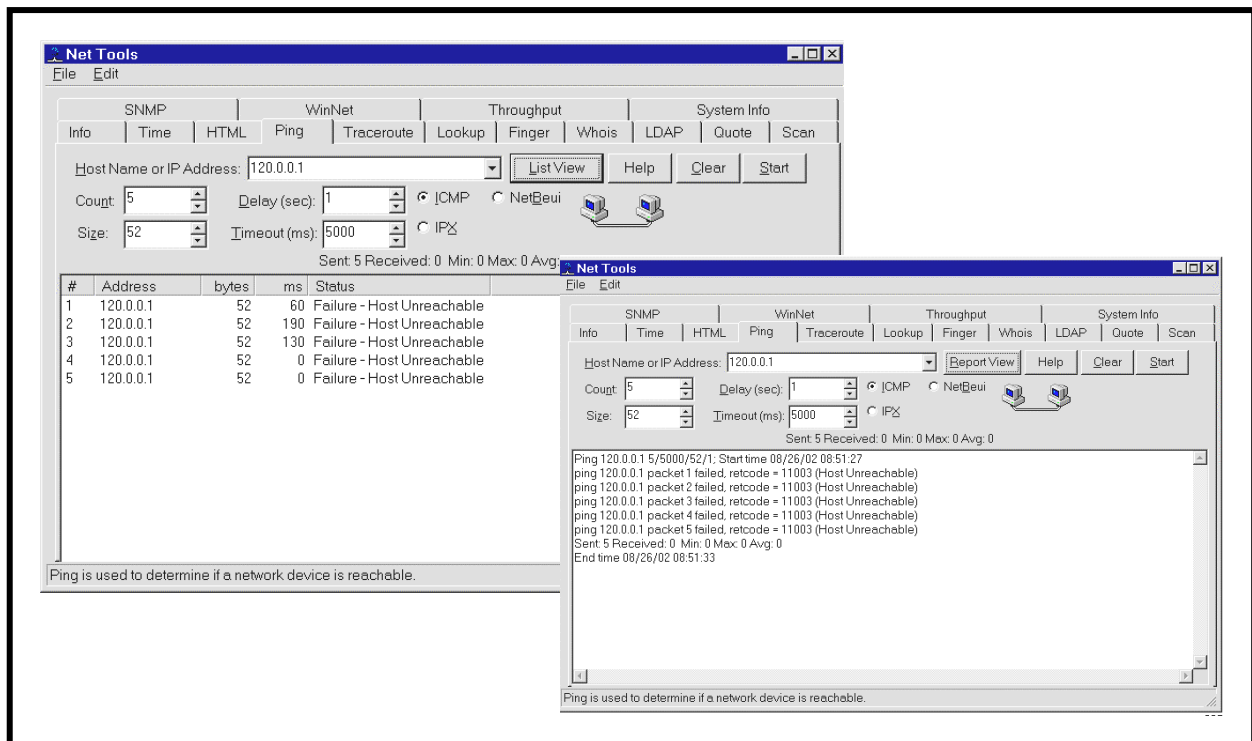 Net Tools
File Edit
SNMP WinNet Throughput System Info
Info Time HTML Ping Traceroute Lookup Finger Whois LDAP Quote Scan
Host Name or IP Address: 120.0.0.1 List View Help Clear Start
Count: 5 Delay (sec): 1 ICMP NetBeui
Size: 52 Timeout (ms): 5000 IPX
Sent: 5 Received: 0 Min: 0 Max: 0 Avg:
# Address bytes ms Status
1 120.0.0.1 52 60 Failure - Host Unreachable
2 120.0.0.1 52 190 Failure - Host Unreachable
3 120.0.0.1 52 130 Failure - Host Unreachable
4 120.0.0.1 52 0 Failure - Host Unreachable
5 120.0.0.1 52 0 Failure - Host Unreachable
Ping is used to determine if a network device is reachable.
Net Tools
File Edit
SNMP WinNet Throughput System Info
Info Time HTML Ping Traceroute Lookup Finger Whois LDAP Quote Scan
Host Name or IP Address: 120.0.0.1 Report View Help Clear Start
Count: 5 Delay (sec): 1 ICMP NetBeui
Size: 52 Timeout (ms): 5000 IPX
Sent: 5 Received: 0 Min: 0 Max: 0 Avg: 0
Ping 120.0.0.1 5/5000/52/1; Start time 08/26/02 08:51:27
ping 120.0.0.1 packet 1 failed, retcode = 11003 (Host Unreachable)
ping 120.0.0.1 packet 2 failed, retcode = 11003 (Host Unreachable)
ping 120.0.0.1 packet 3 failed, retcode = 11003 (Host Unreachable)
ping 120.0.0.1 packet 4 failed, retcode = 11003 (Host Unreachable)
ping 120.0.0.1 packet 5 failed, retcode = 11003 (Host Unreachable)
Sent: 5 Received: 0 Min: 0 Max: 0 Avg: 0
End time 08/26/02 08:51:33
Ping is used to determine if a network device is reachable.